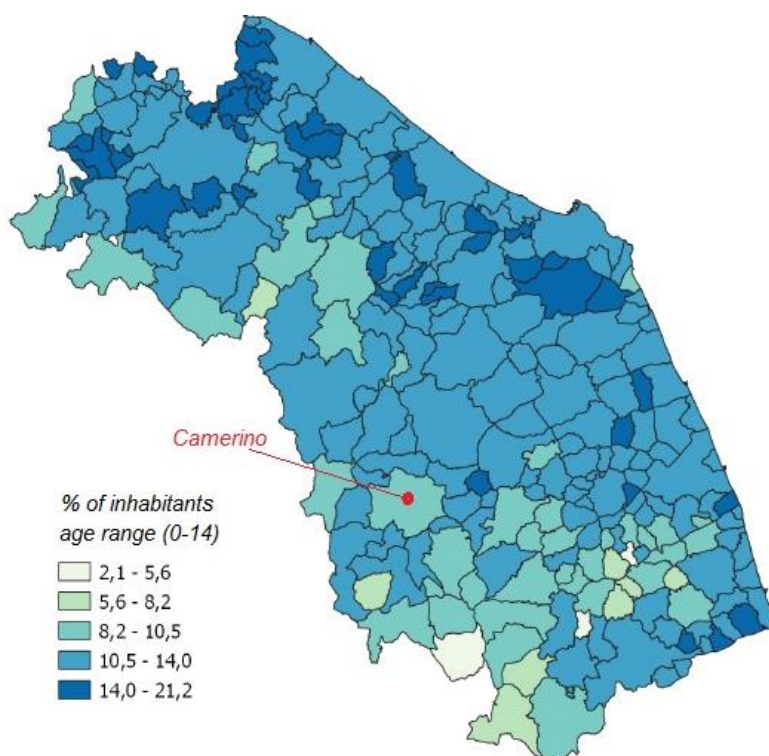 Camerino
% of inhabitants
age range (0-14)
2,1 - 5,6
5,6 - 8,2
8,2 - 10,5
10,5 - 14,0
14,0 - 21,2